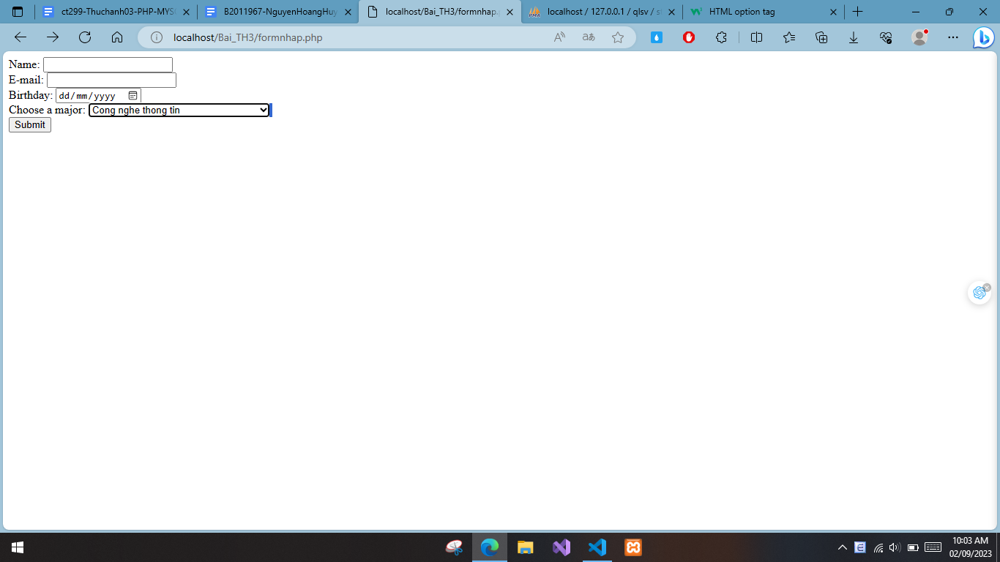 ct299-Thuchanh03-PHP-MYS
B2011967-NguyenHoangHuy
localhost/Bai_TH3/formnhap.p
localhost / 127.0.0.1 / qlsv / s
HTML option tag
localhost/Bai_TH3/formnhap.php
Name:
E-mail:
Birthday: dd/mm/yyyy
Choose a major: Cong nghe thong tin
Submit
10:03 AM
02/09/2023